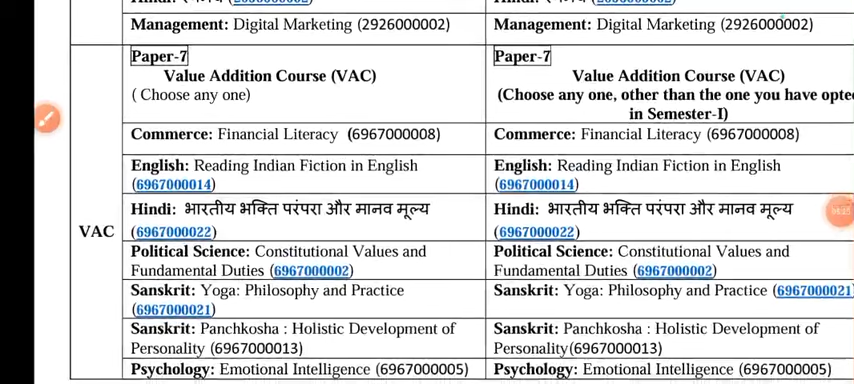 Management: Digital Marketing (2926000002)
Management: Digital Marketing (2926000002)
VAC
Paper-7
Value Addition Course (VAC)
( Choose any one)
Paper-7
Value Addition Course (VAC)
(Choose any one, other than the one you have opte
in Semester-I)
Commerce: Financial Literacy (6967000008)
Commerce: Financial Literacy (6967000008)
English: Reading Indian Fiction in English
(6967000014)
English: Reading Indian Fiction in English
(6967000014)
Hindi: भारतीय भक्ति परंपरा और मानव मूल्य
(6967000022)
Hindi: भारतीय भक्ति परंपरा और मानव मूल्य
(6967000022)
Political Science: Constitutional Values and
Fundamental Duties (6967000002)
Political Science: Constitutional Values and
Fundamental Duties (6967000002)
Sanskrit: Yoga: Philosophy and Practice
(6967000021)
Sanskrit: Yoga: Philosophy and Practice (6967000021)
Sanskrit: Panchkosha : Holistic Development of
Personality (6967000013)
Sanskrit: Panchkosha : Holistic Development of
Personality(6967000013)
Psychology: Emotional Intelligence (6967000005)
Psychology: Emotional Intelligence (6967000005)